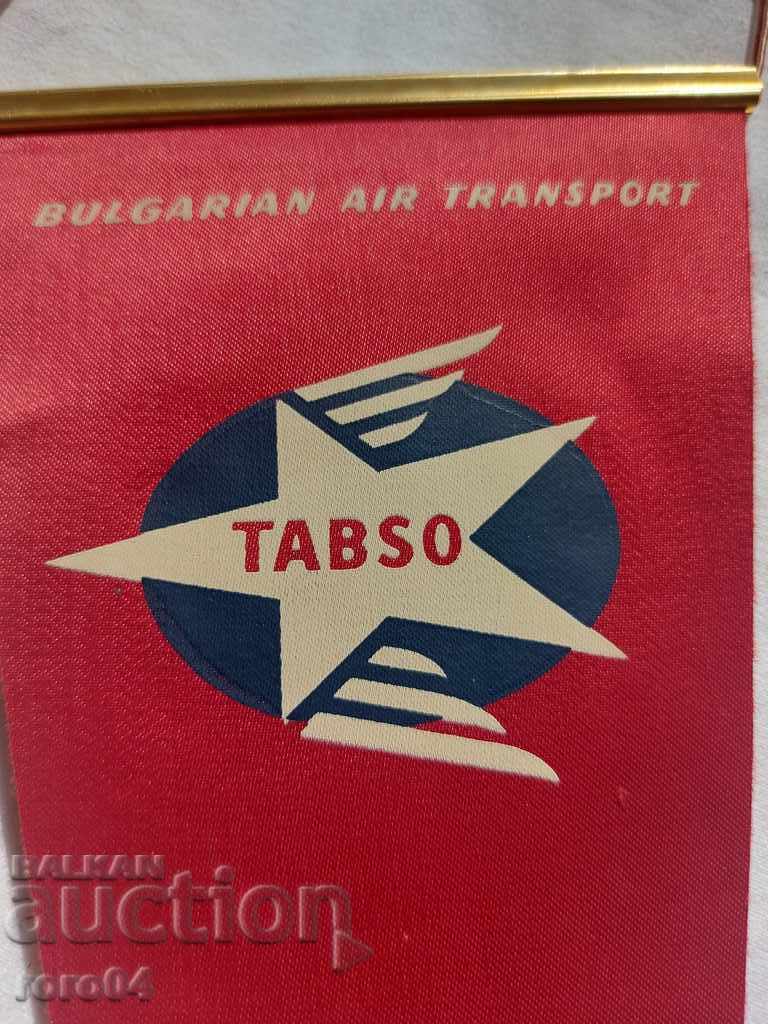 BULGARIAN AIR TRANSPORT
TABSO
BALKAN
auction
roro04